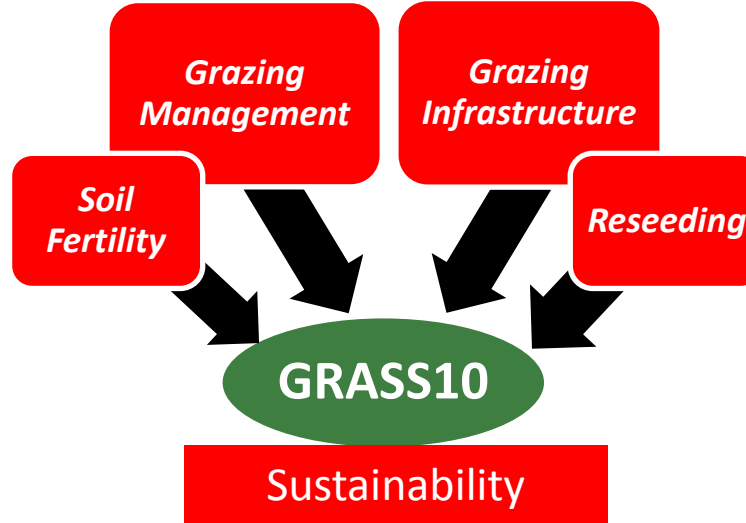 Grazing
Management
Grazing
Infrastructure
Soil
Fertility
Reseeding
GRASS10
Sustainability